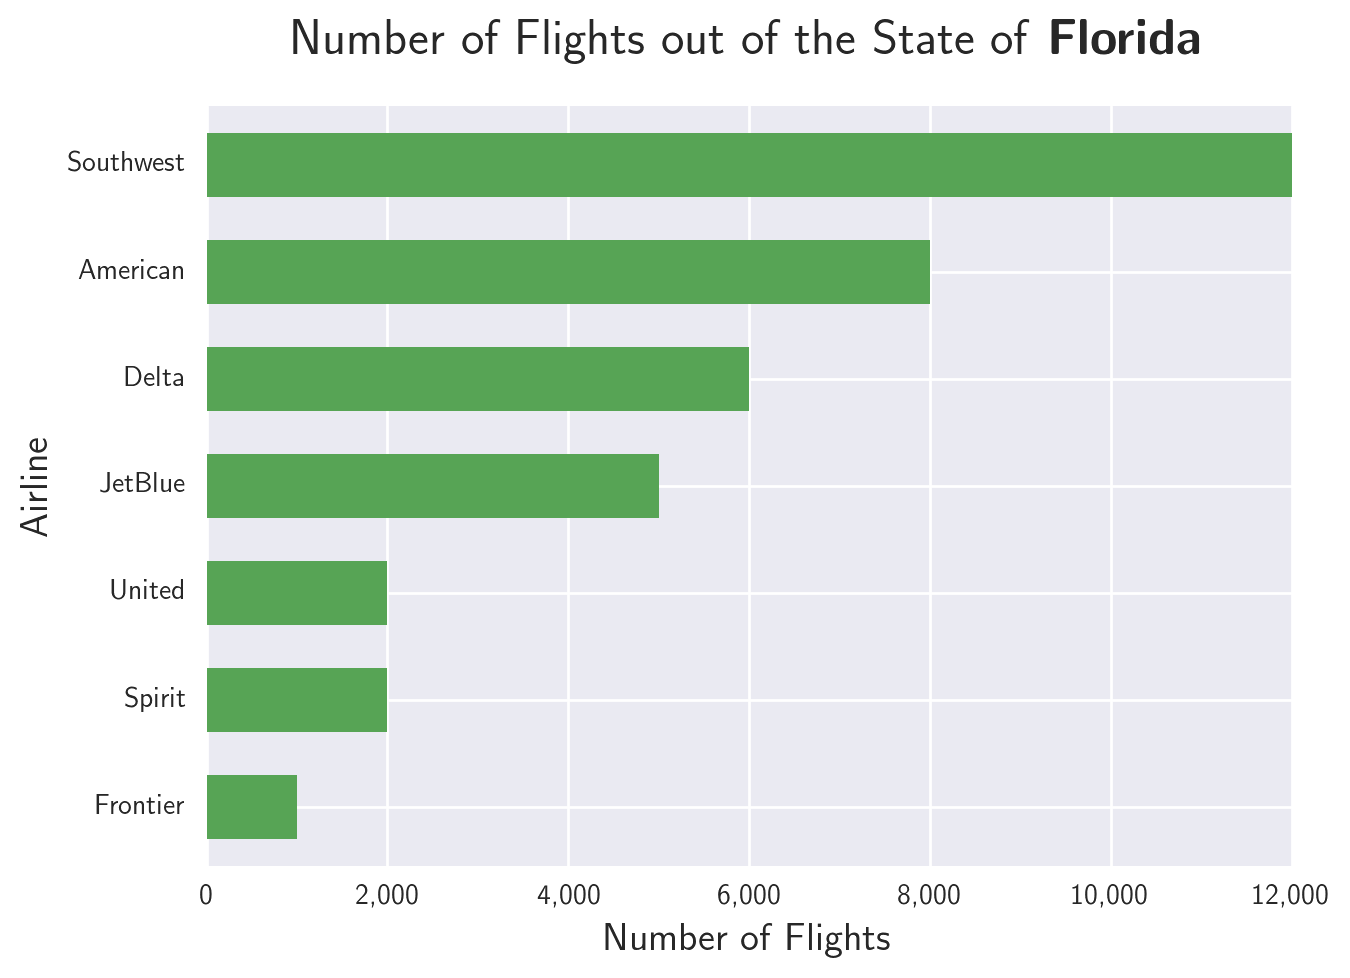 Number of Flights out of the State of Florida
Southwest
American
Delta
JetBlue
United
Spirit
Frontier
Airline
0 2,000 4,000 6,000 8,000 10,000 12,000
Number of Flights